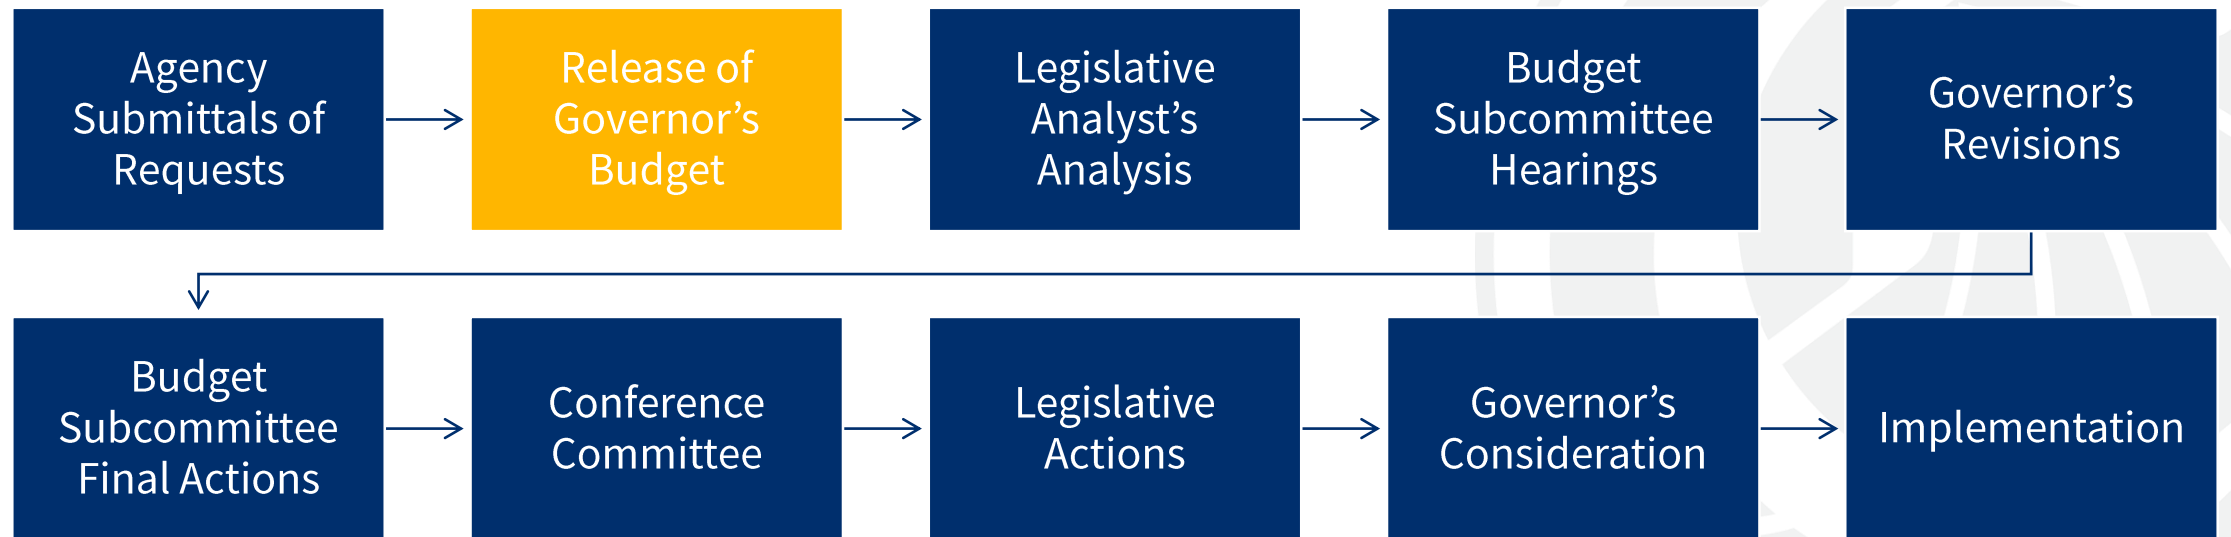 Agency
Submittals of
Requests
Release of
Governor’s
Budget
Legislative
Analyst’s
Analysis
Budget
Subcommittee
Hearings
Governor’s
Revisions
Budget
Subcommittee
Final Actions
Conference
Committee
Legislative
Actions
Governor’s
Consideration
Implementation